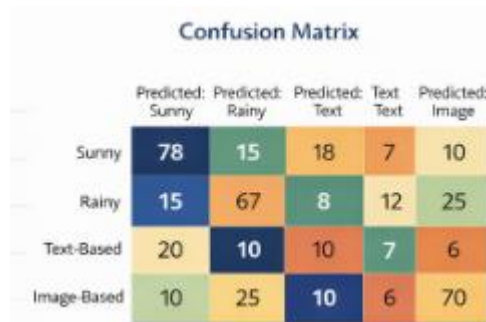 Confusion Matrix
Predicted: Predicted: Predicted: Text Predicted:
Sunny Rainy Text Text Image
Sunny 78 15 18 7 10
Rainy 15 67 8 12 25
Text-Based 20 10 10 7 6
Image-Based 10 25 10 6 70